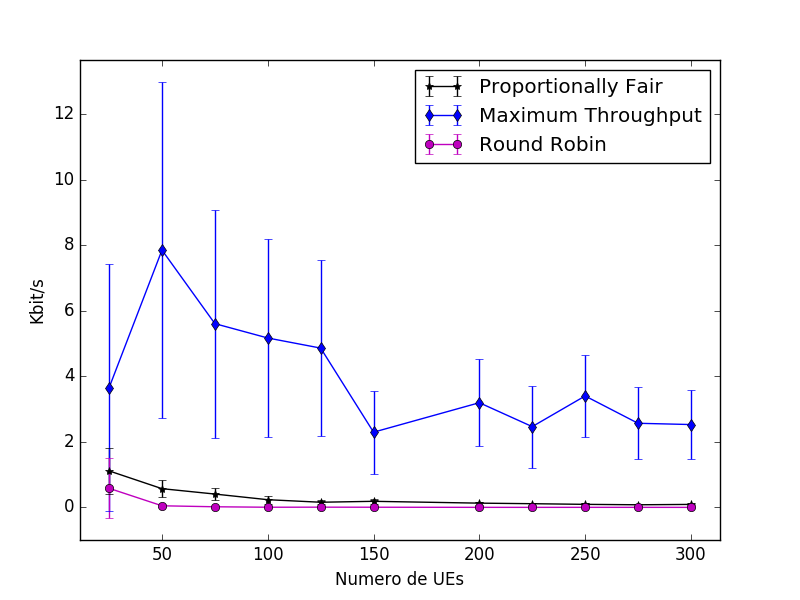 Proportionally Fair
Maximum Throughput
Round Robin
Kbit/s
12
10
8
6
4
2
0
50 100 150 200 250 300
Numero de UEs